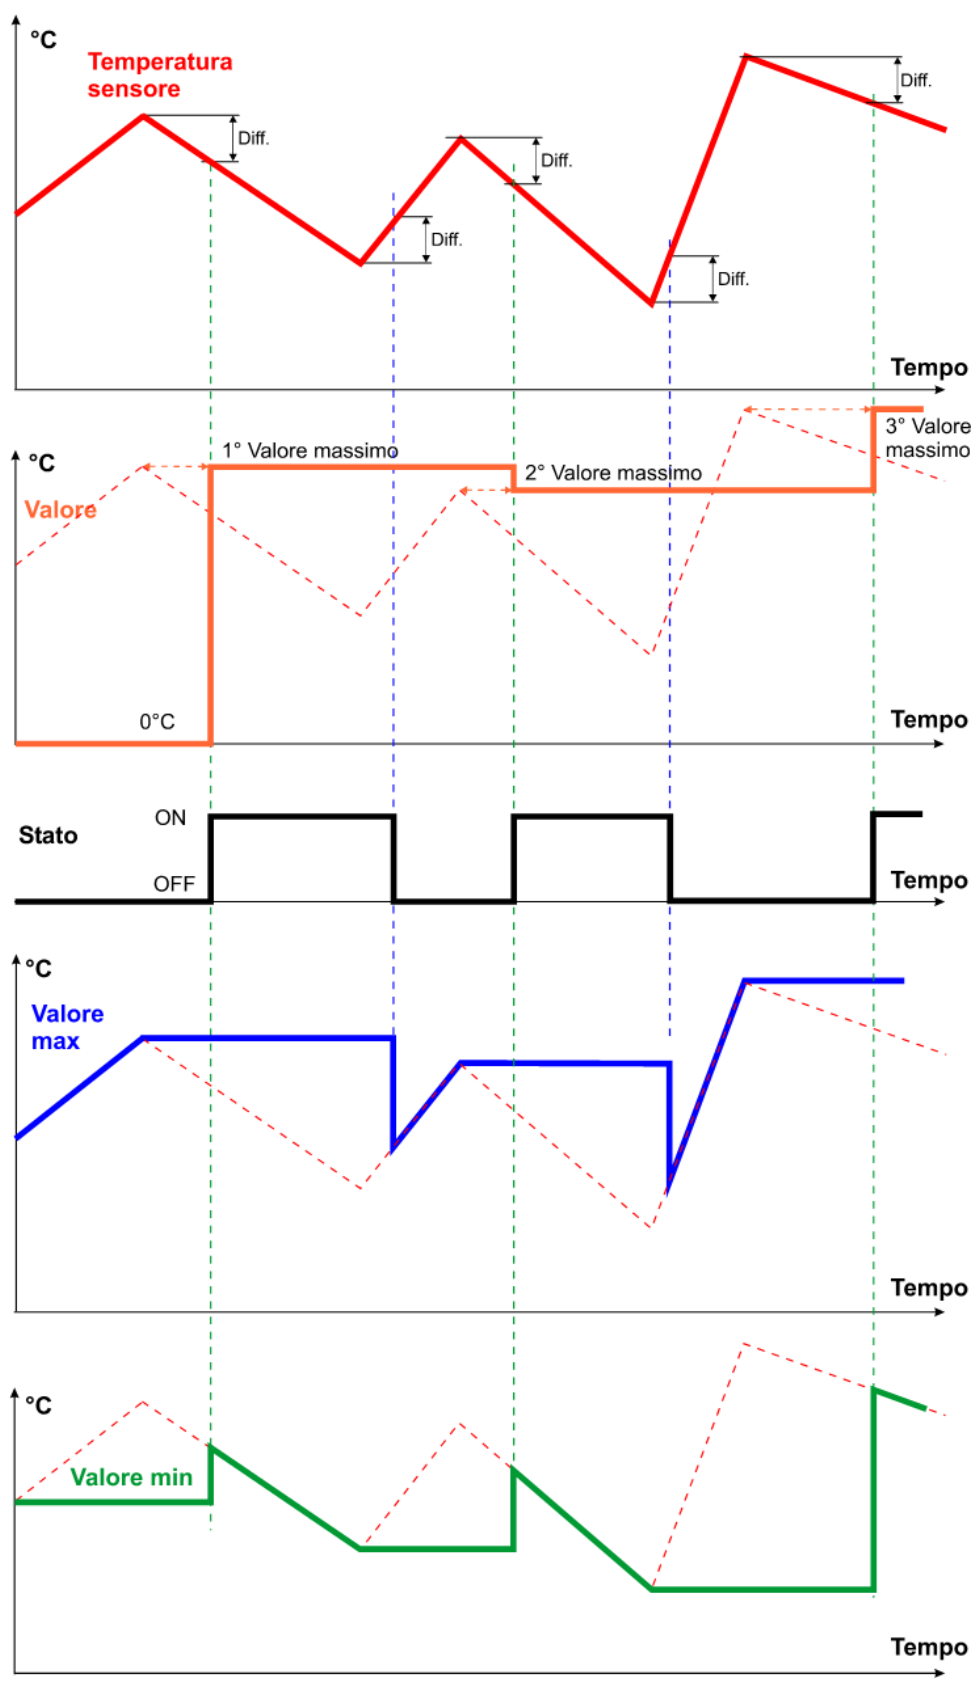 °C
Temperatura
sensore
Diff.
Diff.
Diff.
Diff.
Diff.
Tempo
°C
Valore
1° Valore massimo
2° Valore massimo
3° Valore
massimo
0°C
Tempo
Stato
ON
OFF
Tempo
°C
Valore
max
Tempo
°C
Valore min
Tempo